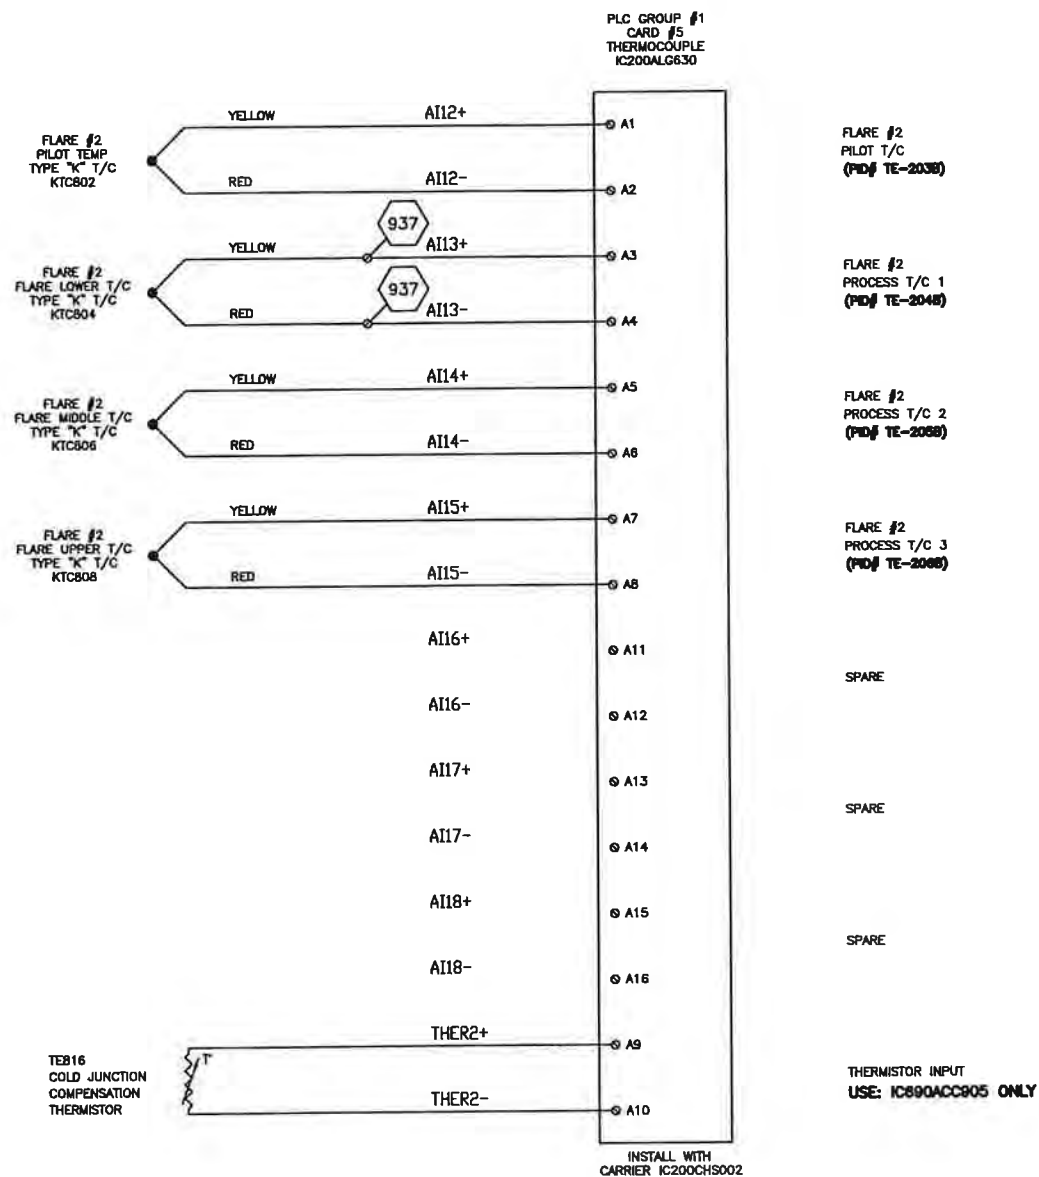 PLC GROUP #1
CARD #5
THERMOCOUPLE
IC200ALG630
YELLOW AI12+ A1
FLARE #2
PILOT TEMP
TYPE "K" T/C
KTC802
RED AI12- A2
FLARE #2
PILOT T/C
(PID# TE-203B)
937
YELLOW AI13+ A3
FLARE #2
FLARE LOWER T/C
TYPE "K" T/C
KTC804
937
RED AI13- A4
FLARE #2
PROCESS T/C 1
(PID# TE-204B)
YELLOW AI14+ A5
FLARE #2
FLARE MIDDLE T/C
TYPE "K" T/C
KTC806
RED AI14- A6
FLARE #2
PROCESS T/C 2
(PID# TE-205B)
YELLOW AI15+ A7
FLARE #2
FLARE UPPER T/C
TYPE "K" T/C
KTC808
RED AI15- A8
FLARE #2
PROCESS T/C 3
(PID# TE-206B)
AI16+ A11
SPARE
AI16- A12
AI17+ A13
SPARE
AI17- A14
AI18+ A15
SPARE
AI18- A16
THER2+ A9
TE816
COLD JUNCTION
COMPENSATION
THERMISTOR
T°
THERMISTOR INPUT
USE: IC690ACC905 ONLY
THER2- A10
INSTALL WITH
CARRIER IC200CHS002